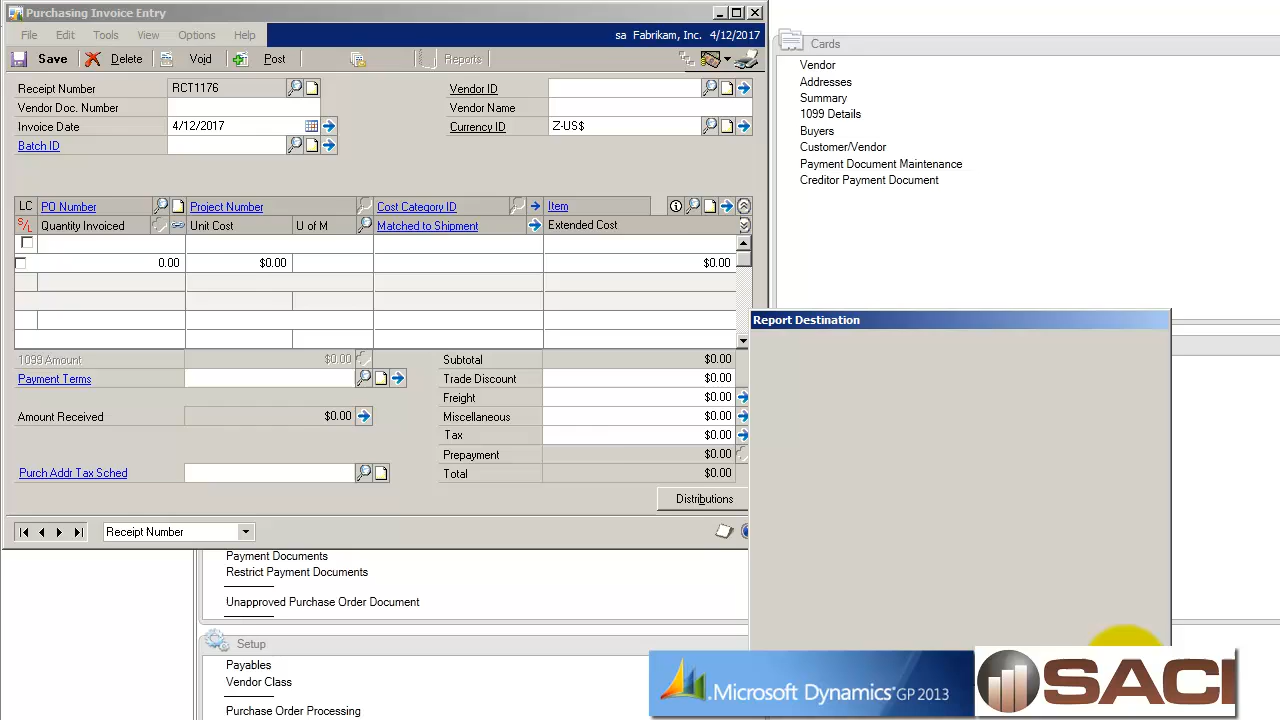 Purchasing Invoice Entry
File Edit Tools View Options Help
sa Fabrikam, Inc. 4/12/2017
Save Delete Void Post Reports
Receipt Number RCT1176
Vendor Doc. Number
Invoice Date 4/12/2017
Batch ID
Vendor ID
Vendor Name
Currency ID Z-US$
LC PO Number Project Number Cost Category ID Item
S/L Quantity Invoiced Unit Cost U of M Matched to Shipment Extended Cost
0.00 $0.00 $0.00
1099 Amount $0.00
Payment Terms
Amount Received $0.00
Purch Addr Tax Sched
Subtotal $0.00
Trade Discount $0.00
Freight $0.00
Miscellaneous $0.00
Tax $0.00
Prepayment $0.00
Total $0.00
Distributions
Receipt Number
Cards
Vendor
Addresses
Summary
1099 Details
Buyers
Customer/Vendor
Payment Document Maintenance
Creditor Payment Document
Report Destination
Payment Documents
Restrict Payment Documents
Unapproved Purchase Order Document
Setup
Payables
Vendor Class
Purchase Order Processing
Microsoft Dynamics GP 2013
SACI